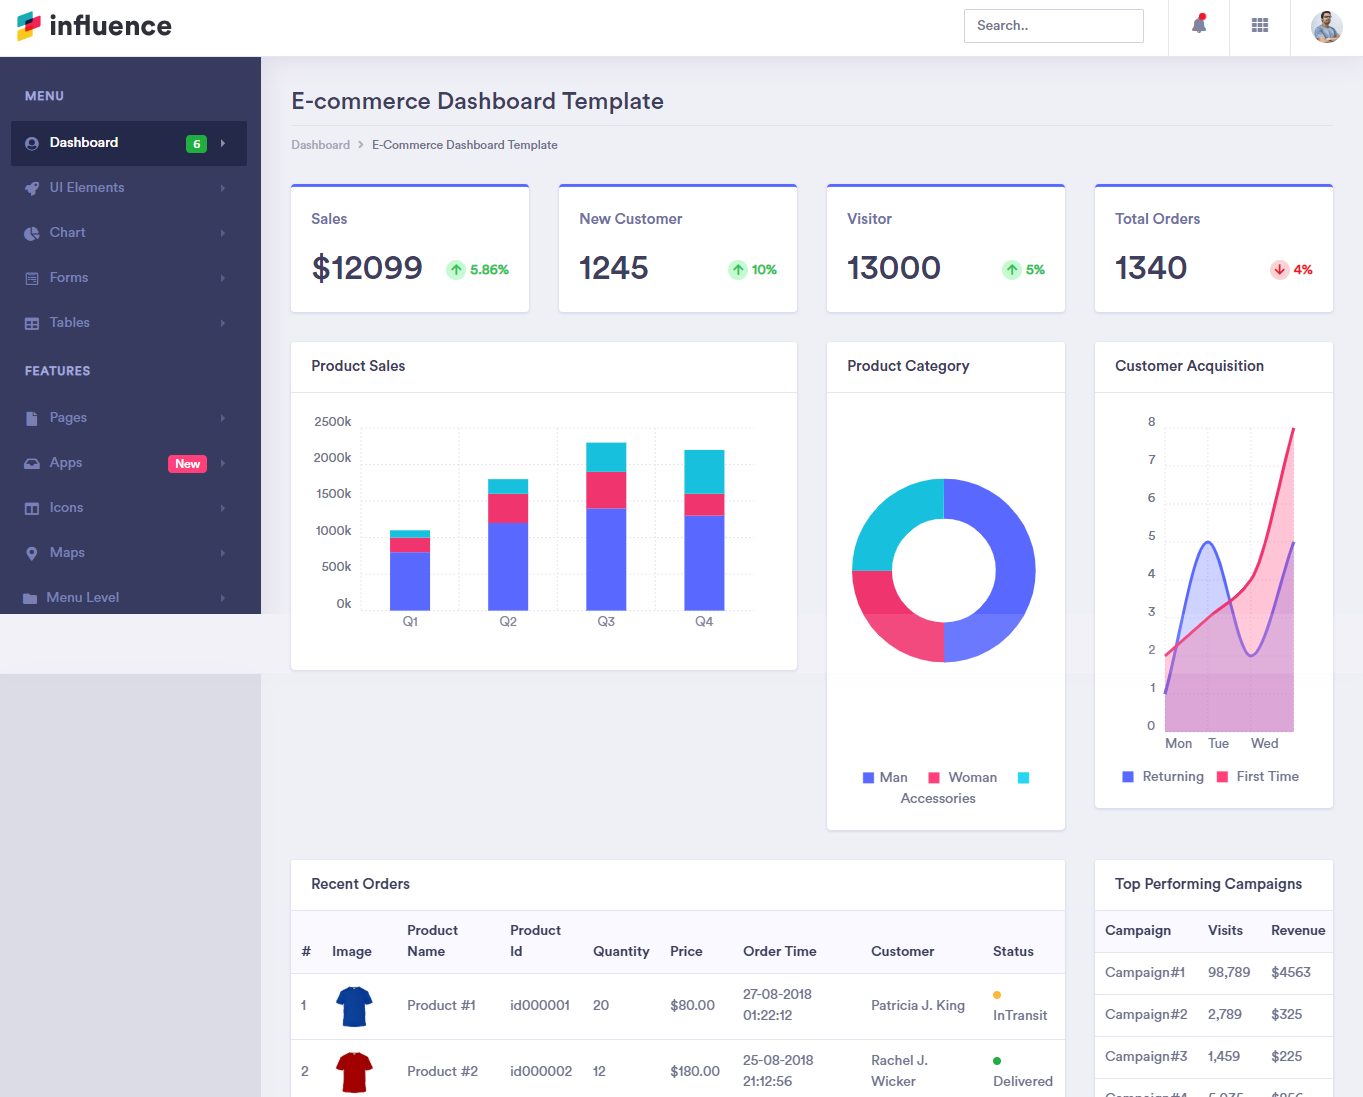 influence
Search..
MENU
Dashboard 6
UI Elements
Chart
Forms
Tables
FEATURES
Pages
Apps New
Icons
Maps
Menu Level
E-commerce Dashboard Template
Dashboard > E-Commerce Dashboard Template
Sales
$12099 5.86%
New Customer
1245 10%
Visitor
13000 5%
Total Orders
1340 4%
Product Sales
2500k
2000k
1500k
1000k
500k
0k
Q1 Q2 Q3 Q4
Product Category
Man Woman
Accessories
Customer Acquisition
8
7
6
5
4
3
2
1
0
Mon Tue Wed
Returning First Time
Recent Orders
# Image Product Name Product Id Quantity Price Order Time Customer Status
1 Product #1 id000001 20 $80.00 27-08-2018 01:22:12 Patricia J. King InTransit
2 Product #2 id000002 12 $180.00 25-08-2018 21:12:56 Rachel J. Wicker Delivered
Top Performing Campaigns
Campaign Visits Revenue
Campaign#1 98,789 $4563
Campaign#2 2,789 $325
Campaign#3 1,459 $225